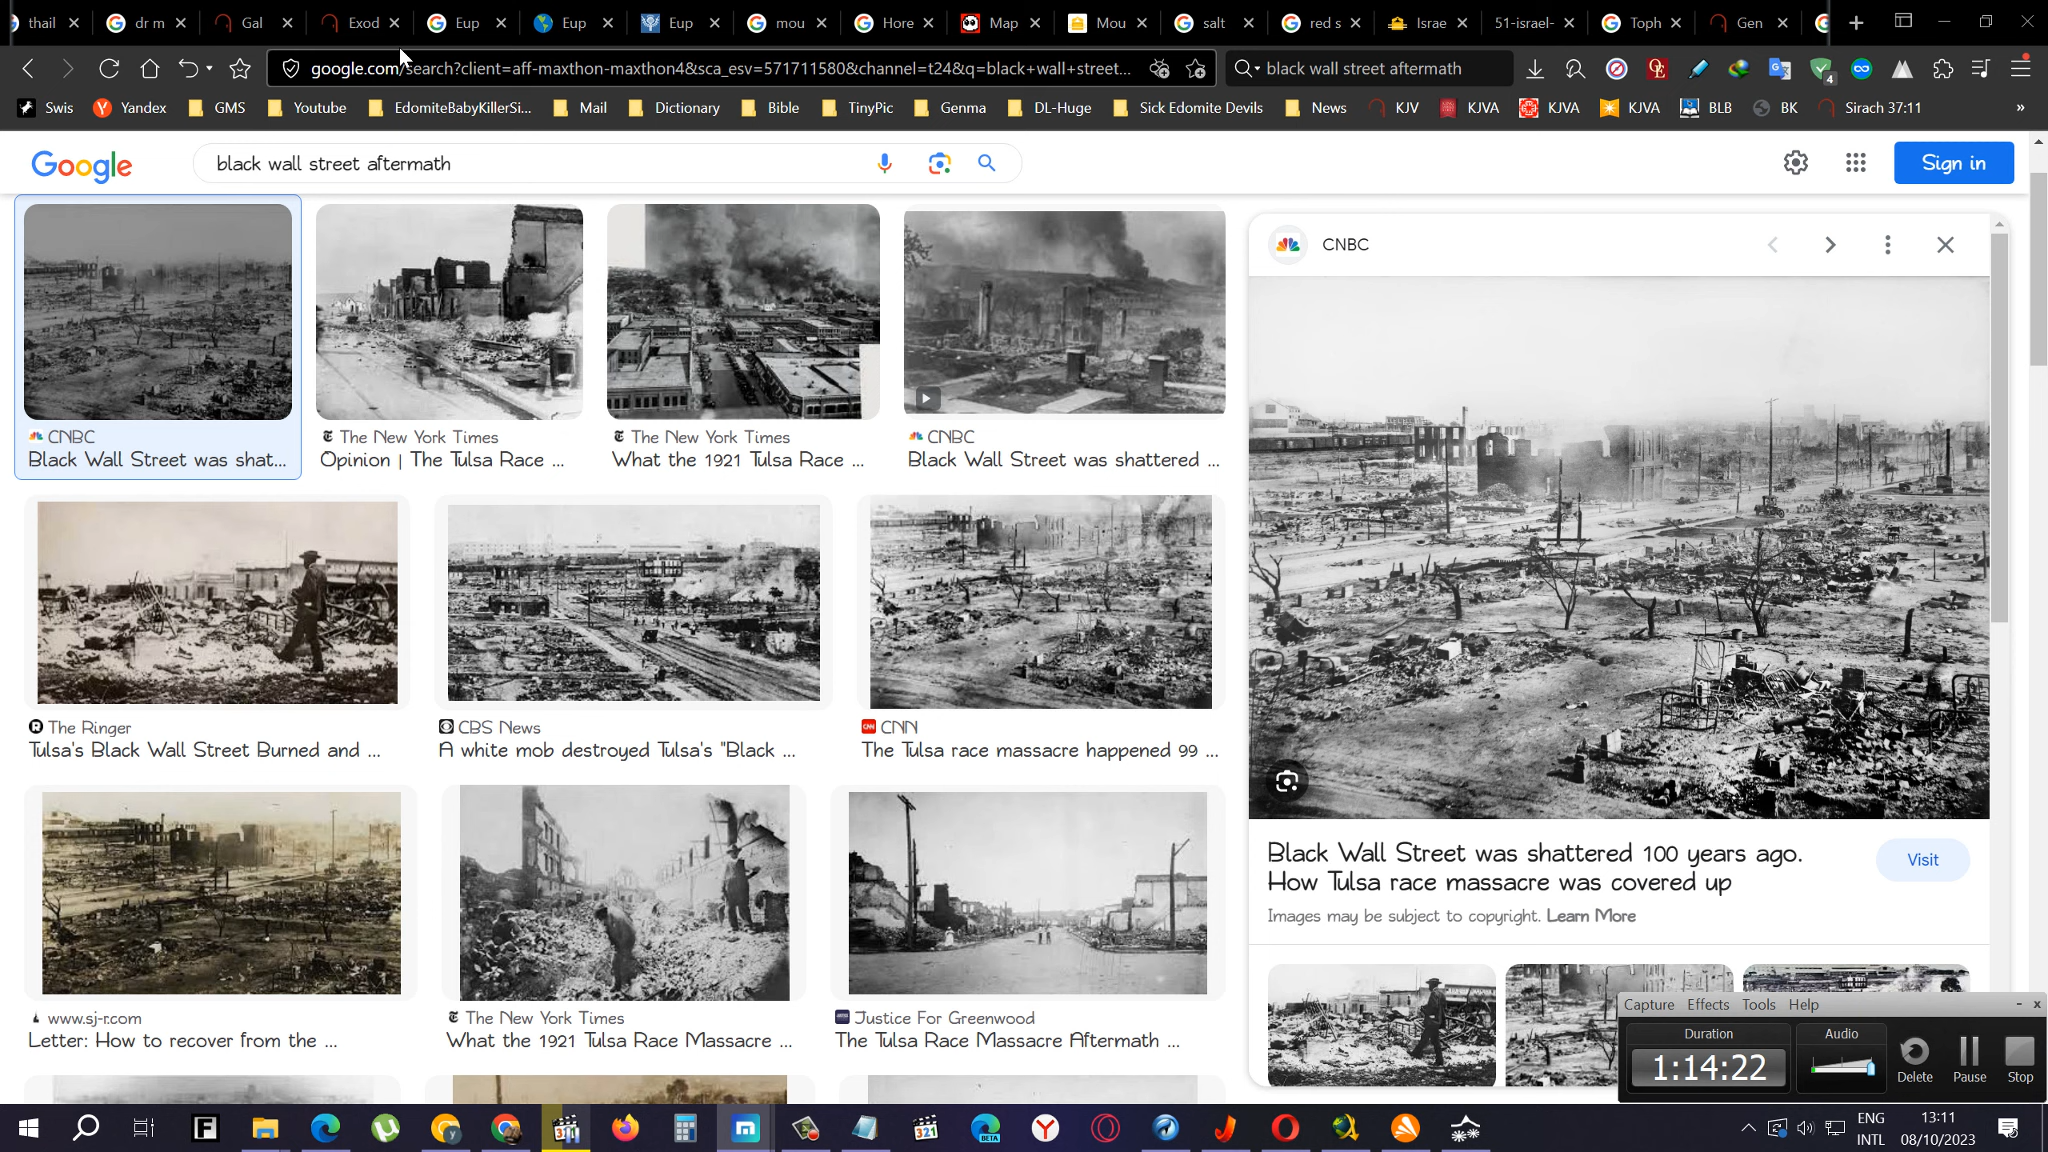 thail
dr m
Gal
Exod
Eup
Eup
Eup
mou
Hore
Map
Mou
salt
red s
Israe
51-israel-
Toph
Gen
google.com/search?client=aff-maxthon-maxthon4&sca_esv=571711580&channel=t24&q=black+wall+street...
black wall street aftermath
4
Swis
Yandex
GMS
Youtube
EdomiteBabyKillerSi...
Mail
Dictionary
Bible
TinyPic
Genma
DL-Huge
Sick Edomite Devils
News
KJV
KJVA
KJVA
KJVA
BLB
BK
Sirach 37:11
»
Google
black wall street aftermath
Sign in
CNBC
Black Wall Street was shat...
The New York Times
Opinion | The Tulsa Race ...
The New York Times
What the 1921 Tulsa Race ...
CNBC
Black Wall Street was shattered ...
The Ringer
Tulsa's Black Wall Street Burned and ...
CBS News
A white mob destroyed Tulsa's "Black ...
CNN
The Tulsa race massacre happened 99 ...
www.sj-r.com
Letter: How to recover from the ...
The New York Times
What the 1921 Tulsa Race Massacre ...
Justice For Greenwood
The Tulsa Race Massacre Aftermath ...
CNBC
Black Wall Street was shattered 100 years ago.
How Tulsa race massacre was covered up
Visit
Images may be subject to copyright. Learn More
Capture Effects Tools Help
Duration
1:14:22
Audio
Delete
Pause
Stop
321
BETA
ENG
INTL
13:11
08/10/2023